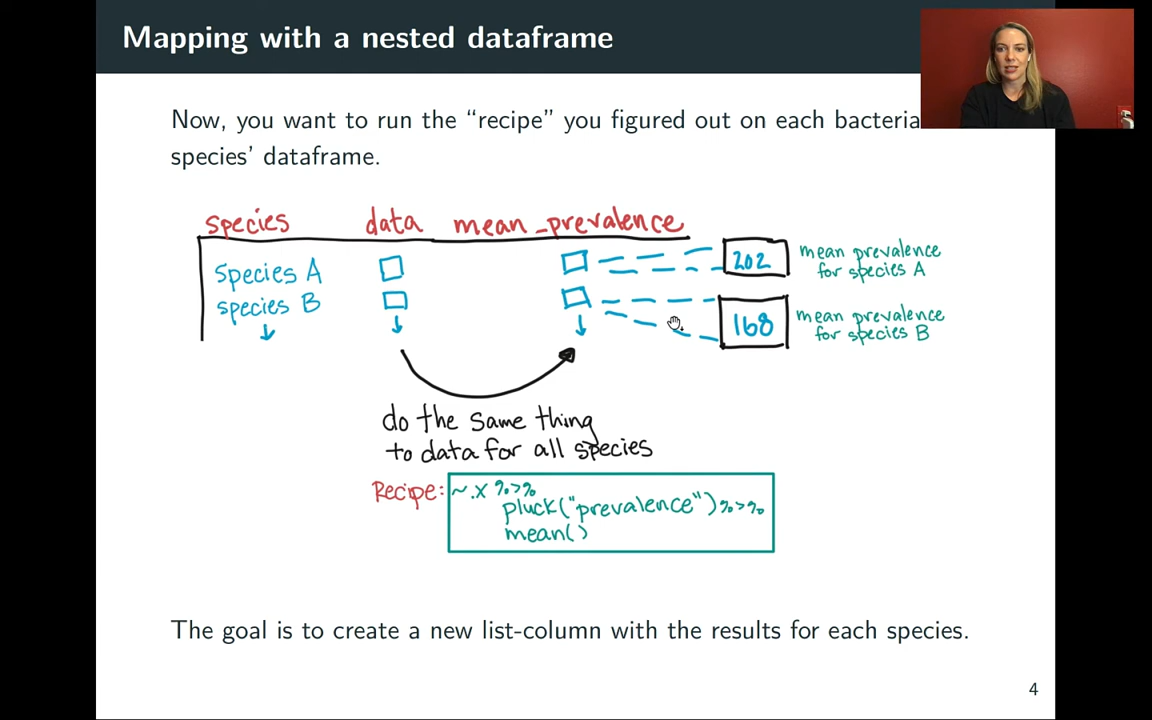 Mapping with a nested dataframe
Now, you want to run the “recipe” you figured out on each bacteria
species’ dataframe.
species data mean_prevalence
Species A
species B
202
mean prevalence
for species A
168
mean prevalence
for species B
do the same thing
to data for all species
Recipe: ~.x %>%
pluck("prevalence") %>%
mean()
The goal is to create a new list-column with the results for each species.
4